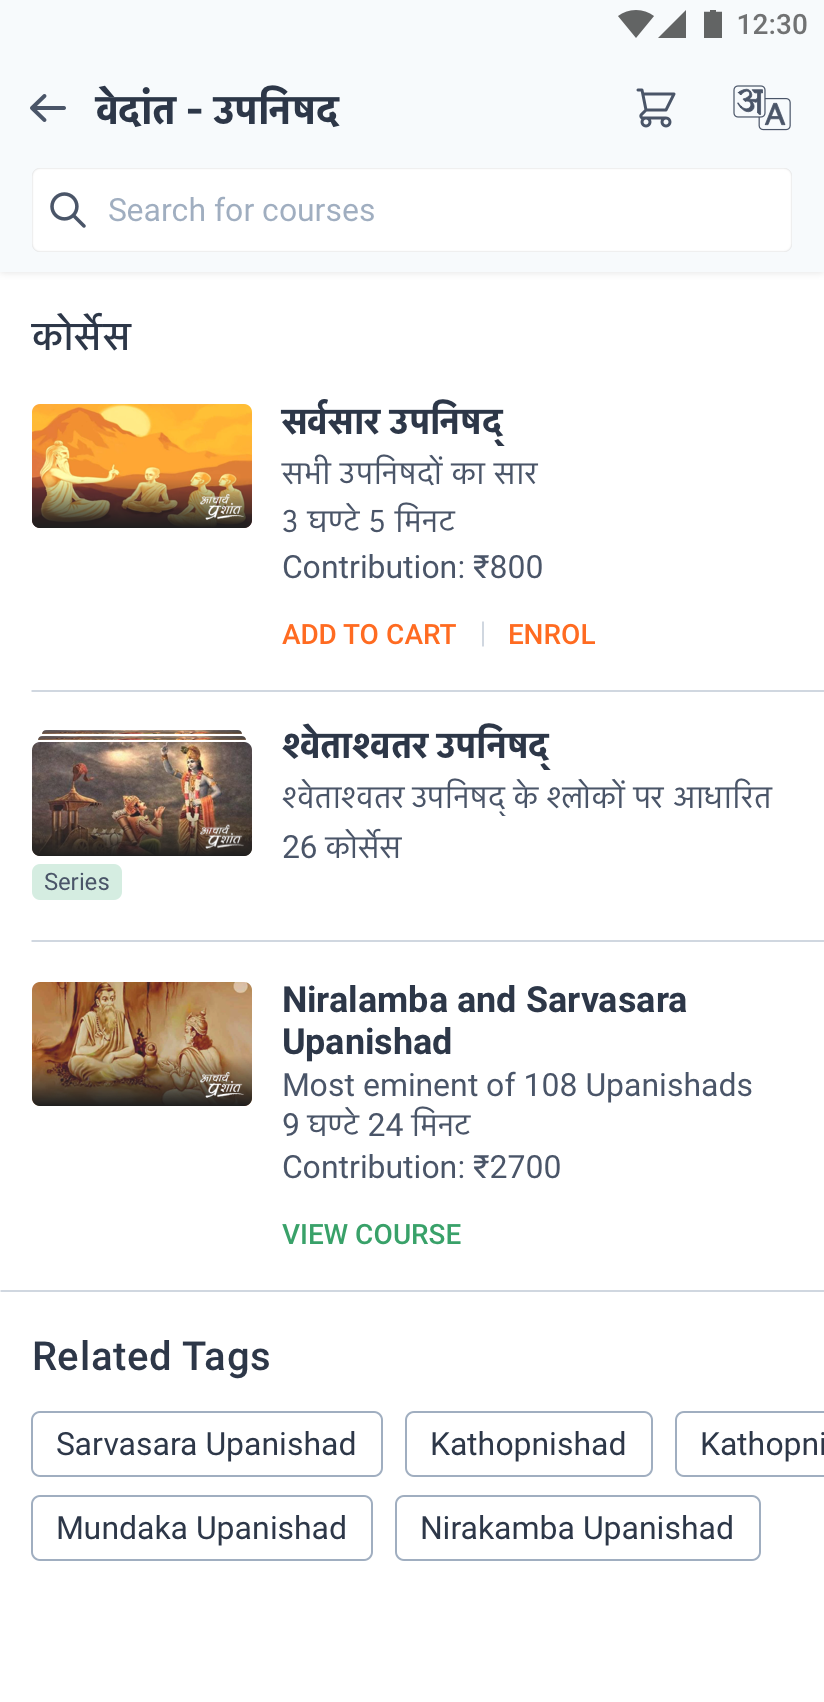 12:30
वेदांत - उपनिषद
अ A
Search for courses
कोर्सेस
सर्वसार उपनिषद्
सभी उपनिषदों का सार
3 घण्टे 5 मिनट
Contribution: ₹800
ADD TO CART
ENROL
आचार्य
प्रशांत
श्वेताश्वतर उपनिषद्
श्वेताश्वतर उपनिषद् के श्लोकों पर आधारित
26 कोर्सेस
आचार्य
प्रशांत
Series
Niralamba and Sarvasara
Upanishad
Most eminent of 108 Upanishads
9 घण्टे 24 मिनट
Contribution: ₹2700
आचार्य
प्रशांत
VIEW COURSE
Related Tags
Sarvasara Upanishad
Kathopnishad
Kathopni
Mundaka Upanishad
Nirakamba Upanishad